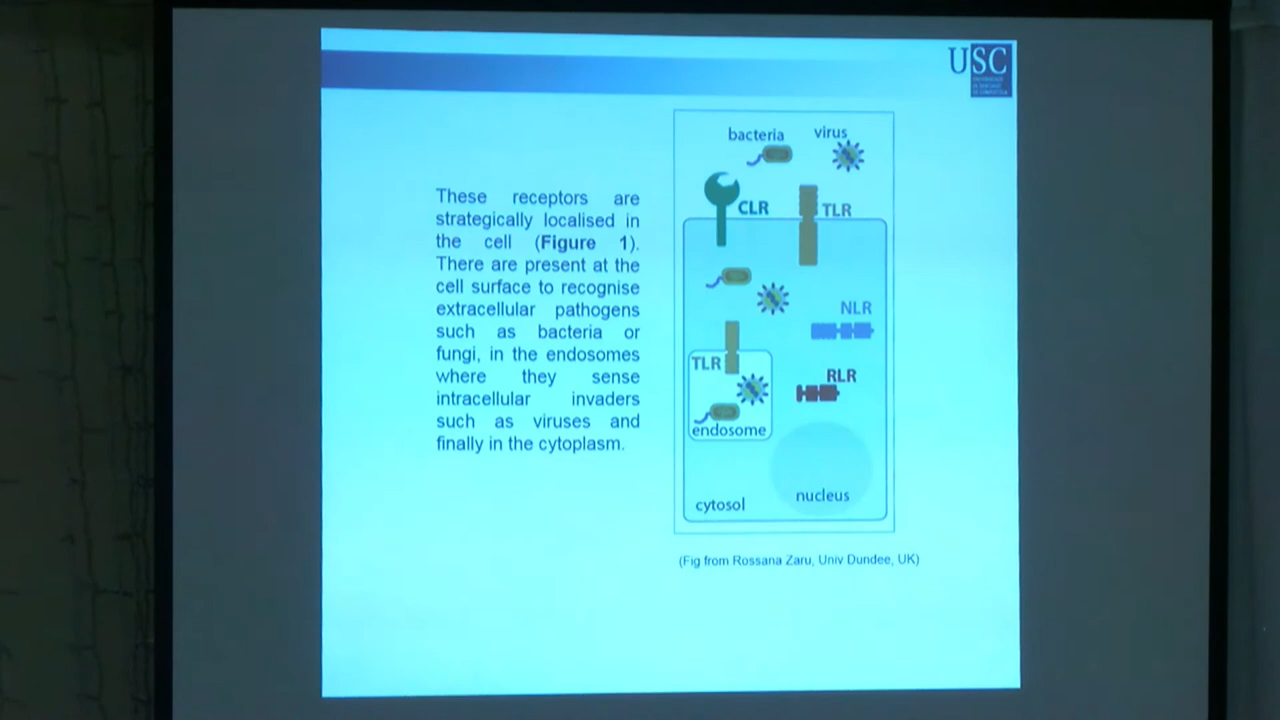 USC
bacteria
virus
CLR
TLR
These receptors are
strategically localised in
the cell (Figure 1).
There are present at the
cell surface to recognise
extracellular pathogens
such as bacteria or
fungi, in the endosomes
where they sense
intracellular invaders
such as viruses and
finally in the cytoplasm.
NLR
TLR
RLR
endosome
nucleus
cytosol
(Fig from Rossana Zaru, Univ Dundee, UK)